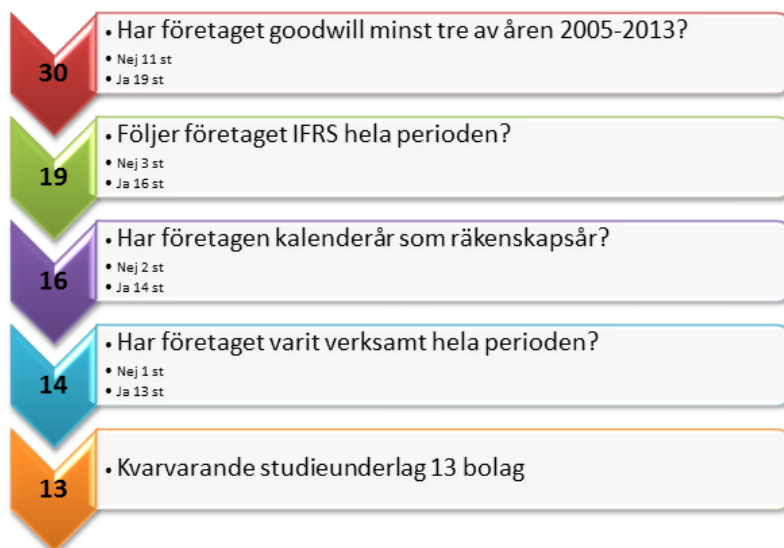 30
• Har företaget goodwill minst tre av åren 2005-2013?
• Nej 11 st
• Ja 19 st
19
• Följer företaget IFRS hela perioden?
• Nej 3 st
• Ja 16 st
16
• Har företagen kalenderår som räkenskapsår?
• Nej 2 st
• Ja 14 st
14
• Har företaget varit verksamt hela perioden?
• Nej 1 st
• Ja 13 st
13
• Kvarvarande studieunderlag 13 bolag